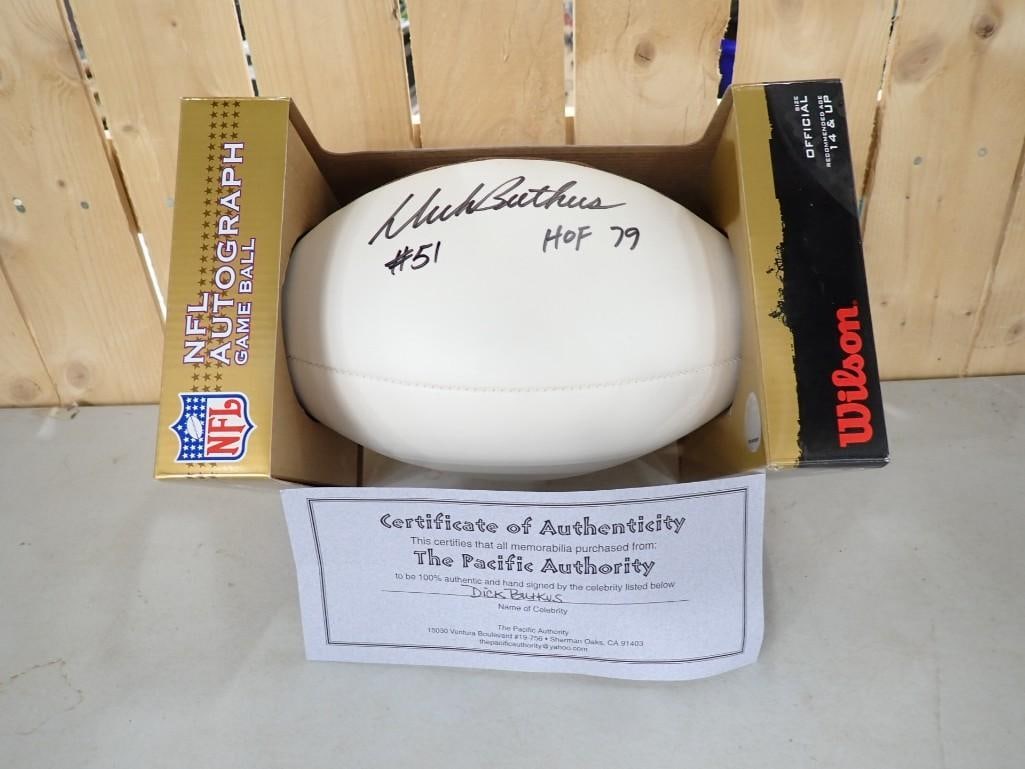 NFL
AUTOGRAPH
GAME BALL
NFL
Dick Butkus
#51
HOF 79
SIZE
OFFICIAL
RECOMMENDED AGE
14 & UP
Wilson
Certificate of Authenticity
This certifies that all memorabilia purchased from:
The Pacific Authority
to be 100% authentic and hand signed by the celebrity listed below
Dick Butkus
Name of Celebrity
The Pacific Authority
15030 Ventura Boulevard #19-756 • Sherman Oaks, CA 91403
thepacificauthority@yahoo.com